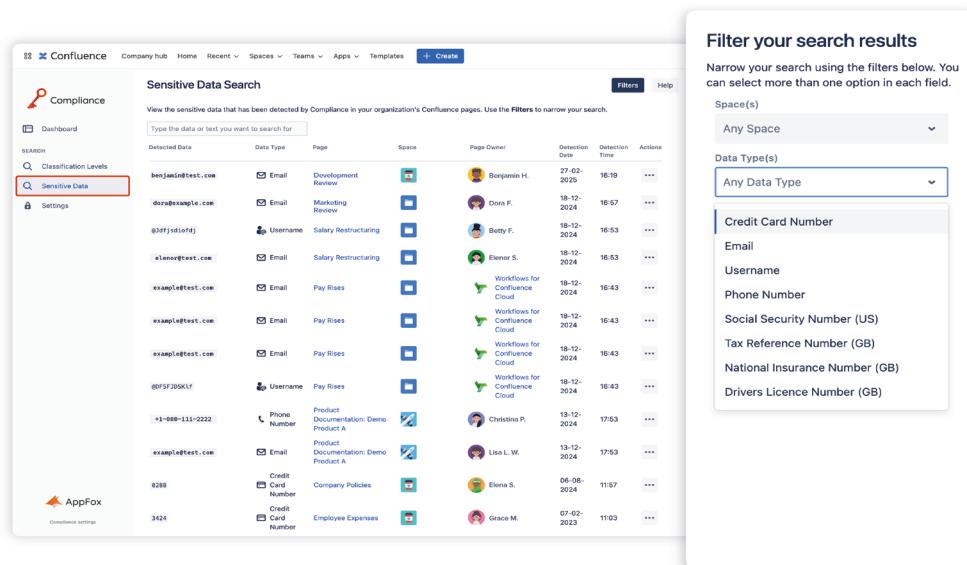 Confluence Company hub Home Recent Spaces Teams Apps Templates + Create
Compliance
Dashboard
SEARCH
Classification Levels
Sensitive Data
Settings
AppFox
Compliance settings
Sensitive Data Search
Filters Help
View the sensitive data that has been detected by Compliance in your organization's Confluence pages. Use the Filters to narrow your search.
Type the data or text you want to search for
Detected Data Data Type Page Space Page Owner Detection Date Detection Time Actions
benjamin@test.com Email Development Review Benjamin H. 27-02-2025 16:19
dora@example.com Email Marketing Review Dora F. 18-12-2024 16:57
@Jdfjsdiofdj Username Salary Restructuring Betty F. 18-12-2024 16:53
elenor@test.com Email Salary Restructuring Elenor S. 18-12-2024 16:53
example@test.com Email Pay Rises Workflows for Confluence Cloud 18-12-2024 16:43
example@test.com Email Pay Rises Workflows for Confluence Cloud 18-12-2024 16:43
example@test.com Email Pay Rises Workflows for Confluence Cloud 18-12-2024 16:43
@DFSFJDSKlf Username Pay Rises Workflows for Confluence Cloud 18-12-2024 16:43
+1-000-111-2222 Phone Number Product Documentation: Demo Product A Christina P. 13-12-2024 17:53
example@test.com Email Product Documentation: Demo Product A Lisa L. W. 13-12-2024 17:53
0288 Credit Card Number Company Policies Elena S. 06-08-2024 11:57
3424 Credit Card Number Employee Expenses Grace M. 07-02-2023 11:03
Filter your search results
Narrow your search using the filters below. You
can select more than one option in each field.
Space(s)
Any Space
Data Type(s)
Any Data Type
Credit Card Number
Email
Username
Phone Number
Social Security Number (US)
Tax Reference Number (GB)
National Insurance Number (GB)
Drivers Licence Number (GB)